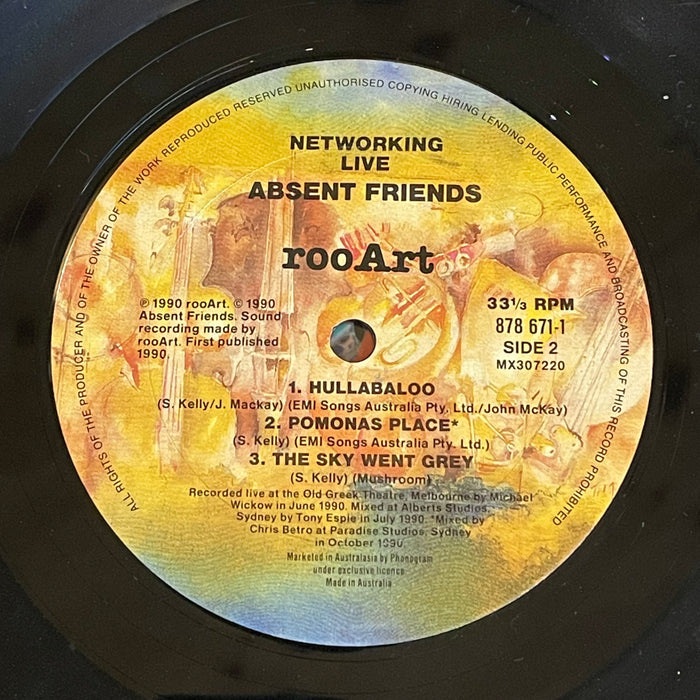 ALL RIGHTS OF THE PRODUCER AND OF THE OWNER OF THE WORK REPRODUCED RESERVED UNAUTHORISED COPYING HIRING LENDING PUBLIC PERFORMANCE AND BROADCASTING OF THIS RECORD PROHIBITED
NETWORKING
LIVE
ABSENT FRIENDS
rooArt
℗ 1990 rooArt. © 1990
Absent Friends. Sound
recording made by
rooArt. First published
1990.
33⅓ RPM
878 671-1
SIDE 2
MX307220
1. HULLABALOO
(S. Kelly/J. Mackay) (EMI Songs Australia Pty. Ltd./John McKay)
2. POMONAS PLACE*
(S. Kelly) (EMI Songs Australia Pty. Ltd.)
3. THE SKY WENT GREY
(S. Kelly) (Mushroom)
Recorded live at the Old Greek Theatre, Melbourne by Michael
Wickow in June 1990. Mixed at Alberts Studios,
Sydney by Tony Espie in July 1990. *Mixed by
Chris Betro at Paradise Studios, Sydney
in October 1990
Marketed in Australasia by Phonogram
under exclusive licence
Made in Australia